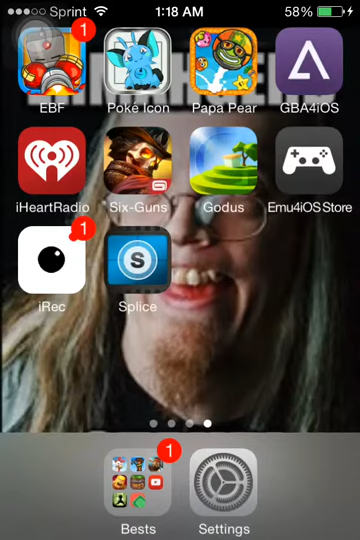 Sprint 1:18 AM 58%
1
EBF Poke Icon Papa Pear GBA4iOS
iHeartRadio Six-Guns Godus Emu4iOS Store
1
S
iRec Splice
1
Bests Settings